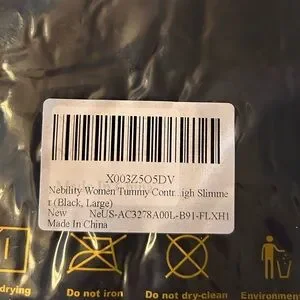 X003Z5O5DV
Nebility Women Tummy Contr...igh Slimme
r (Black, Large)
New NeUS-AC3278A00L-B91-FLXH1
Made In China
drying
Do not iron
Do not dry-clean
Environmen